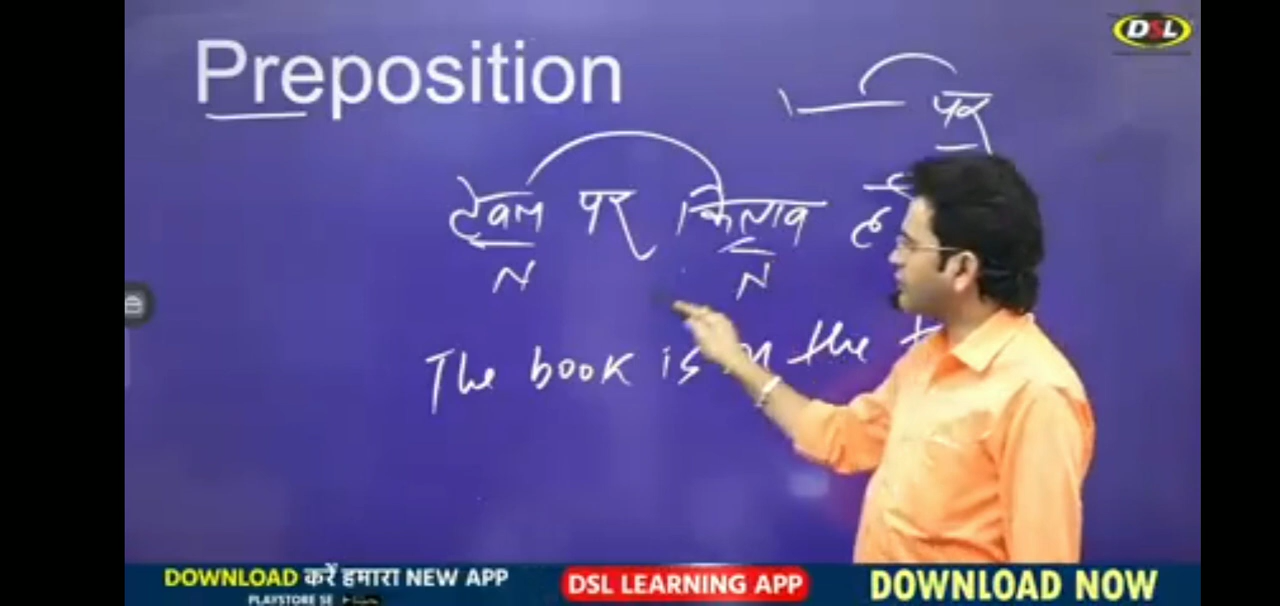 DSL
Preposition
पर
टेबल पर किताब है
N N
The book is on the t
DOWNLOAD करें हमारा NEW APP
PLAYSTORE SE
DSL LEARNING APP
DOWNLOAD NOW